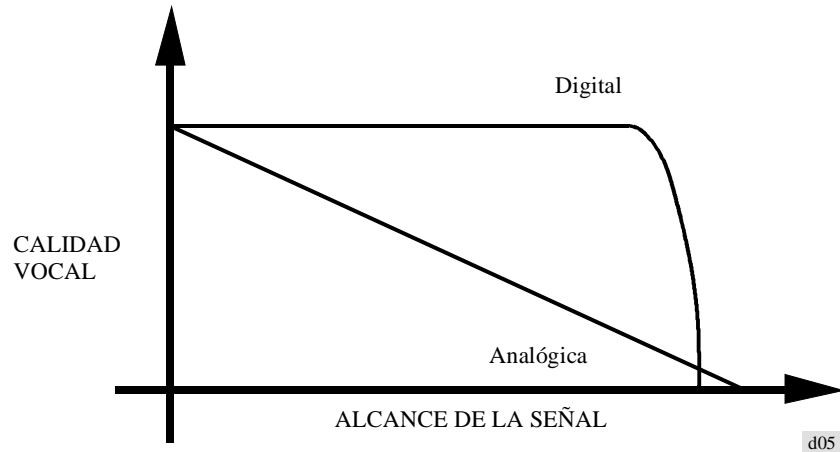 Digital
CALIDAD
VOCAL
Analógica
ALCANCE DE LA SEÑAL
d05